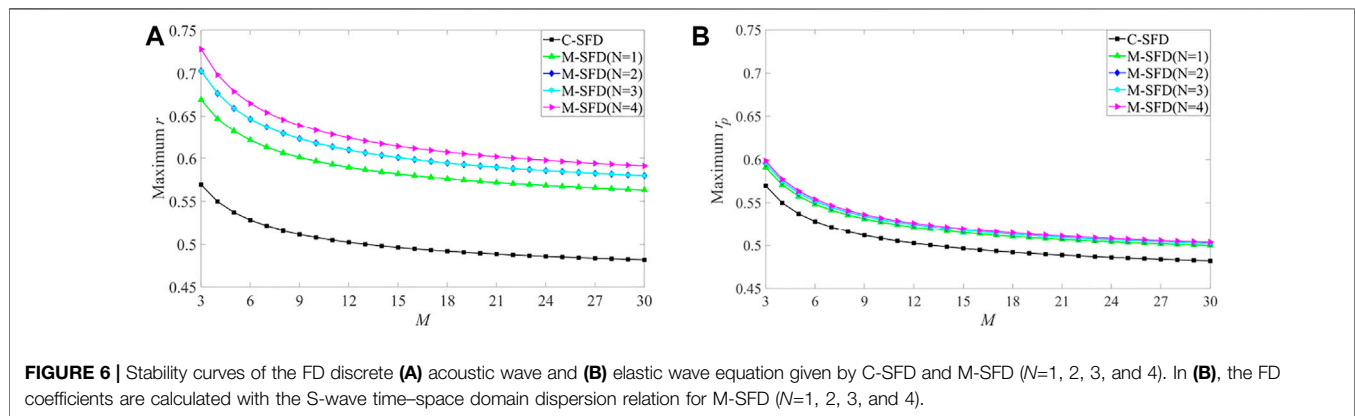 A
0.75
0.7
0.65
0.6
0.55
0.5
0.45
Maximum r
3 6 9 12 15 18 21 24 27 30
M
C-SFD
M-SFD(N=1)
M-SFD(N=2)
M-SFD(N=3)
M-SFD(N=4)
B
0.75
0.7
0.65
0.6
0.55
0.5
0.45
Maximum rp
3 6 9 12 15 18 21 24 27 30
M
C-SFD
M-SFD(N=1)
M-SFD(N=2)
M-SFD(N=3)
M-SFD(N=4)
FIGURE 6 | Stability curves of the FD discrete (A) acoustic wave and (B) elastic wave equation given by C-SFD and M-SFD (N=1, 2, 3, and 4). In (B), the FD
coefficients are calculated with the S-wave time–space domain dispersion relation for M-SFD (N=1, 2, 3, and 4).